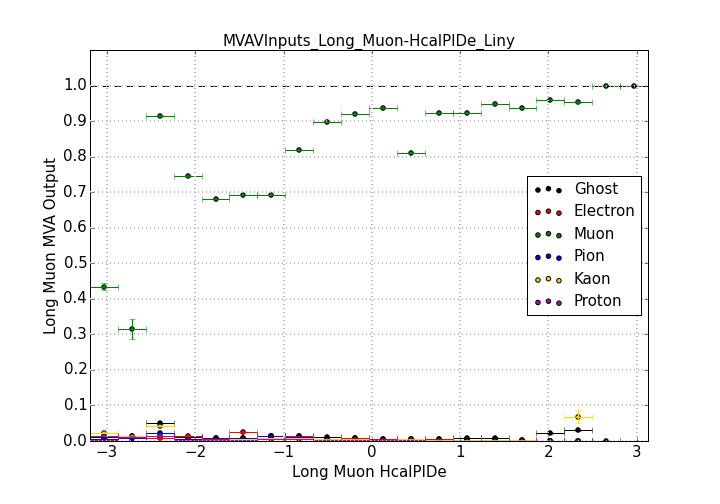 MVAVInputs_Long_Muon-HcalPIDe_Liny
Long Muon MVA Output
1.0
0.9
0.8
0.7
0.6
0.5
0.4
0.3
0.2
0.1
0.0
Ghost
Electron
Muon
Pion
Kaon
Proton
−3 −2 −1 0 1 2 3
Long Muon HcalPIDe